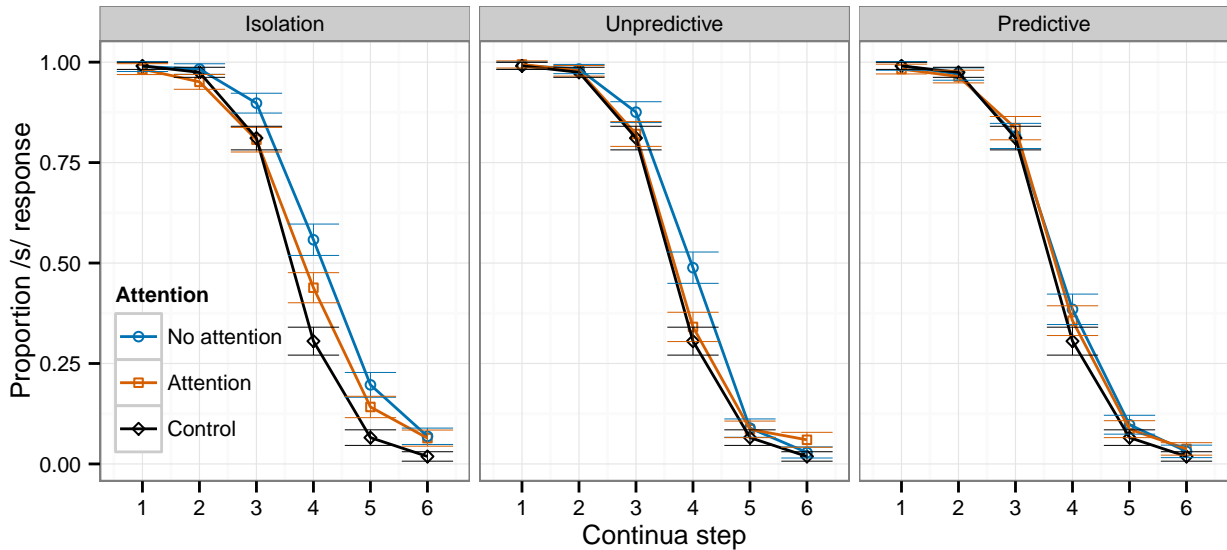 Isolation Unpredictive Predictive
Proportion /s/ response
1.00
0.75
0.50
0.25
0.00
Attention
No attention
Attention
Control
1 2 3 4 5 6 1 2 3 4 5 6 1 2 3 4 5 6
Continua step